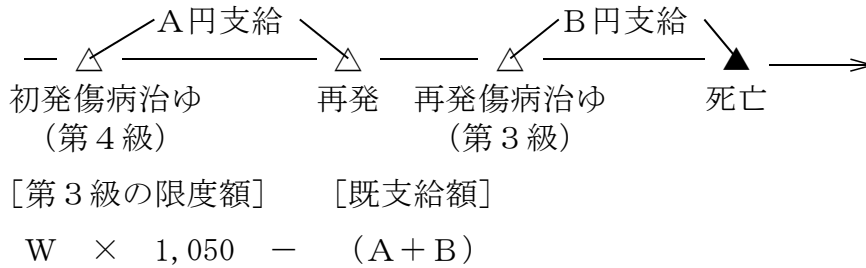 A円支給 B円支給
初発傷病治ゆ 再発 再発傷病治ゆ 死亡
(第4級) (第3級)
[第3級の限度額] [既支給額]
W × 1,050 － (A＋B)